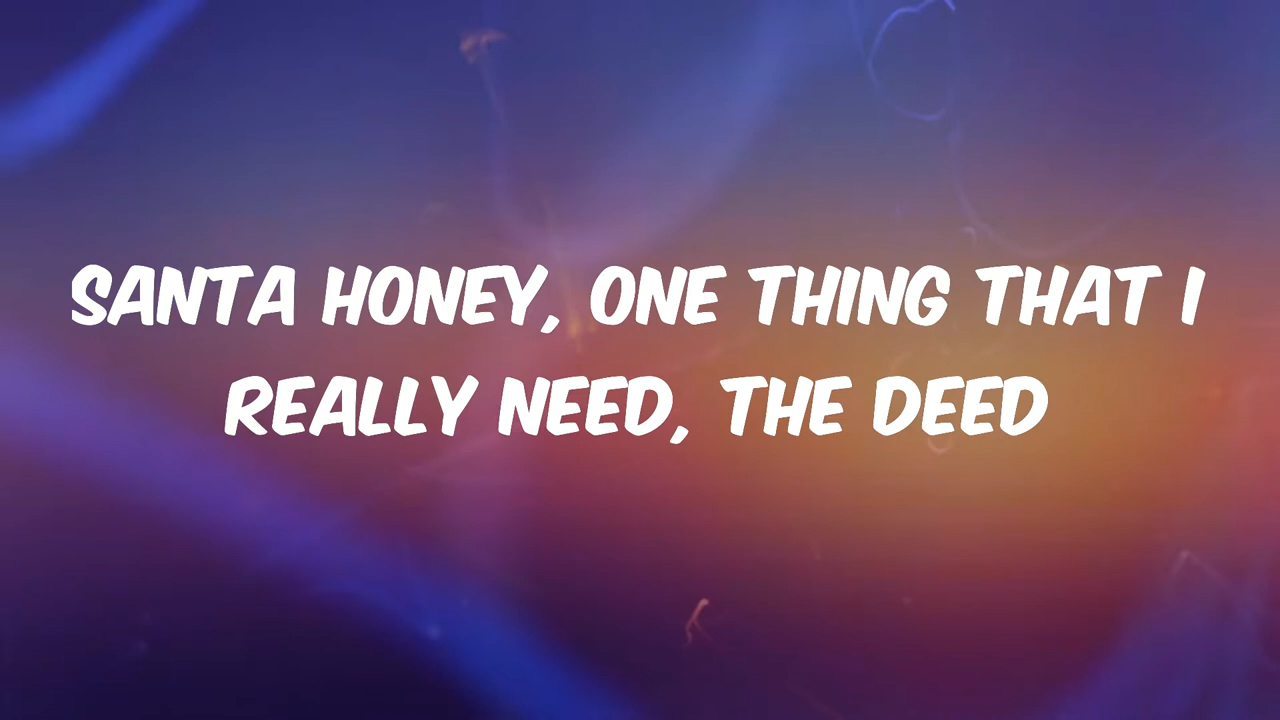 SANTA HONEY, ONE THING THAT I
REALLY NEED, THE DEED